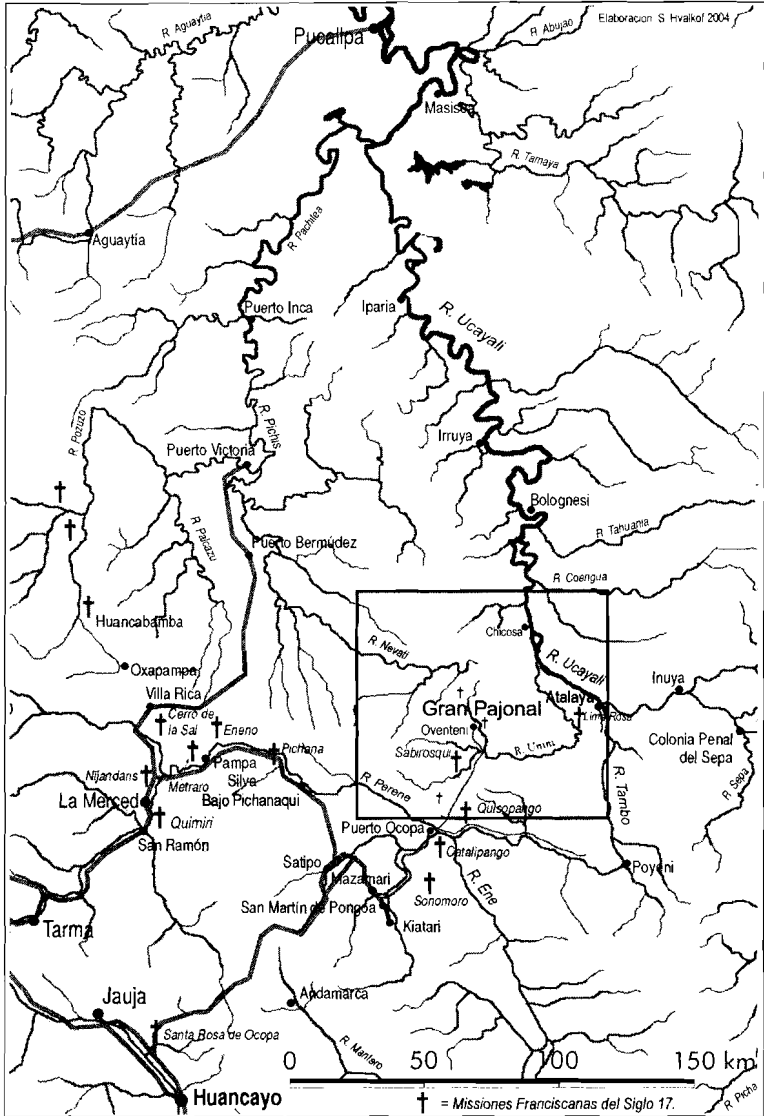 Elaboracion S Hvalkof 2004
R. Aguaytia
Pucallpa
R. Abujao
Masisea
R. Tamaya
Aguaytía
R. Pachitea
Puerto Inca
Iparia
R. Ucayali
R. Pozuzo
R. Pichis
Puerto Victoria
Irruya
R. Palcazu
Bolognesi
R. Tahuania
Puerto Bermúdez
R. Coengua
Huancabamba
Chicosa
R. Nevati
Oxapampa
R. Ucayali
Inuya
Villa Rica
Gran Pajonal
Atalaya
Lima Rosa
Cerro de
la Sal
Eneno
Oventeni
Colonia Penal
del Sepa
Pichana
Sabirosqui
R. Unini
Nijandaris
Metraro
Pampa
Silva
R. Sepa
La Merced
Bajo Pichanaqui
R. Perene
R. Tambo
Quimiri
Quisopango
San Ramón
Puerto Ocopa
Catalipango
Satipo
Poyeni
Mazamari
R. Ene
Sonomoro
San Martín de Pongoa
Tarma
Kiatari
Jauja
Andamarca
Santa Rosa de Ocopa
R. Mantaro
0 50 100 150 km
Huancayo
= Missiones Franciscanas del Siglo 17.
R. Picha